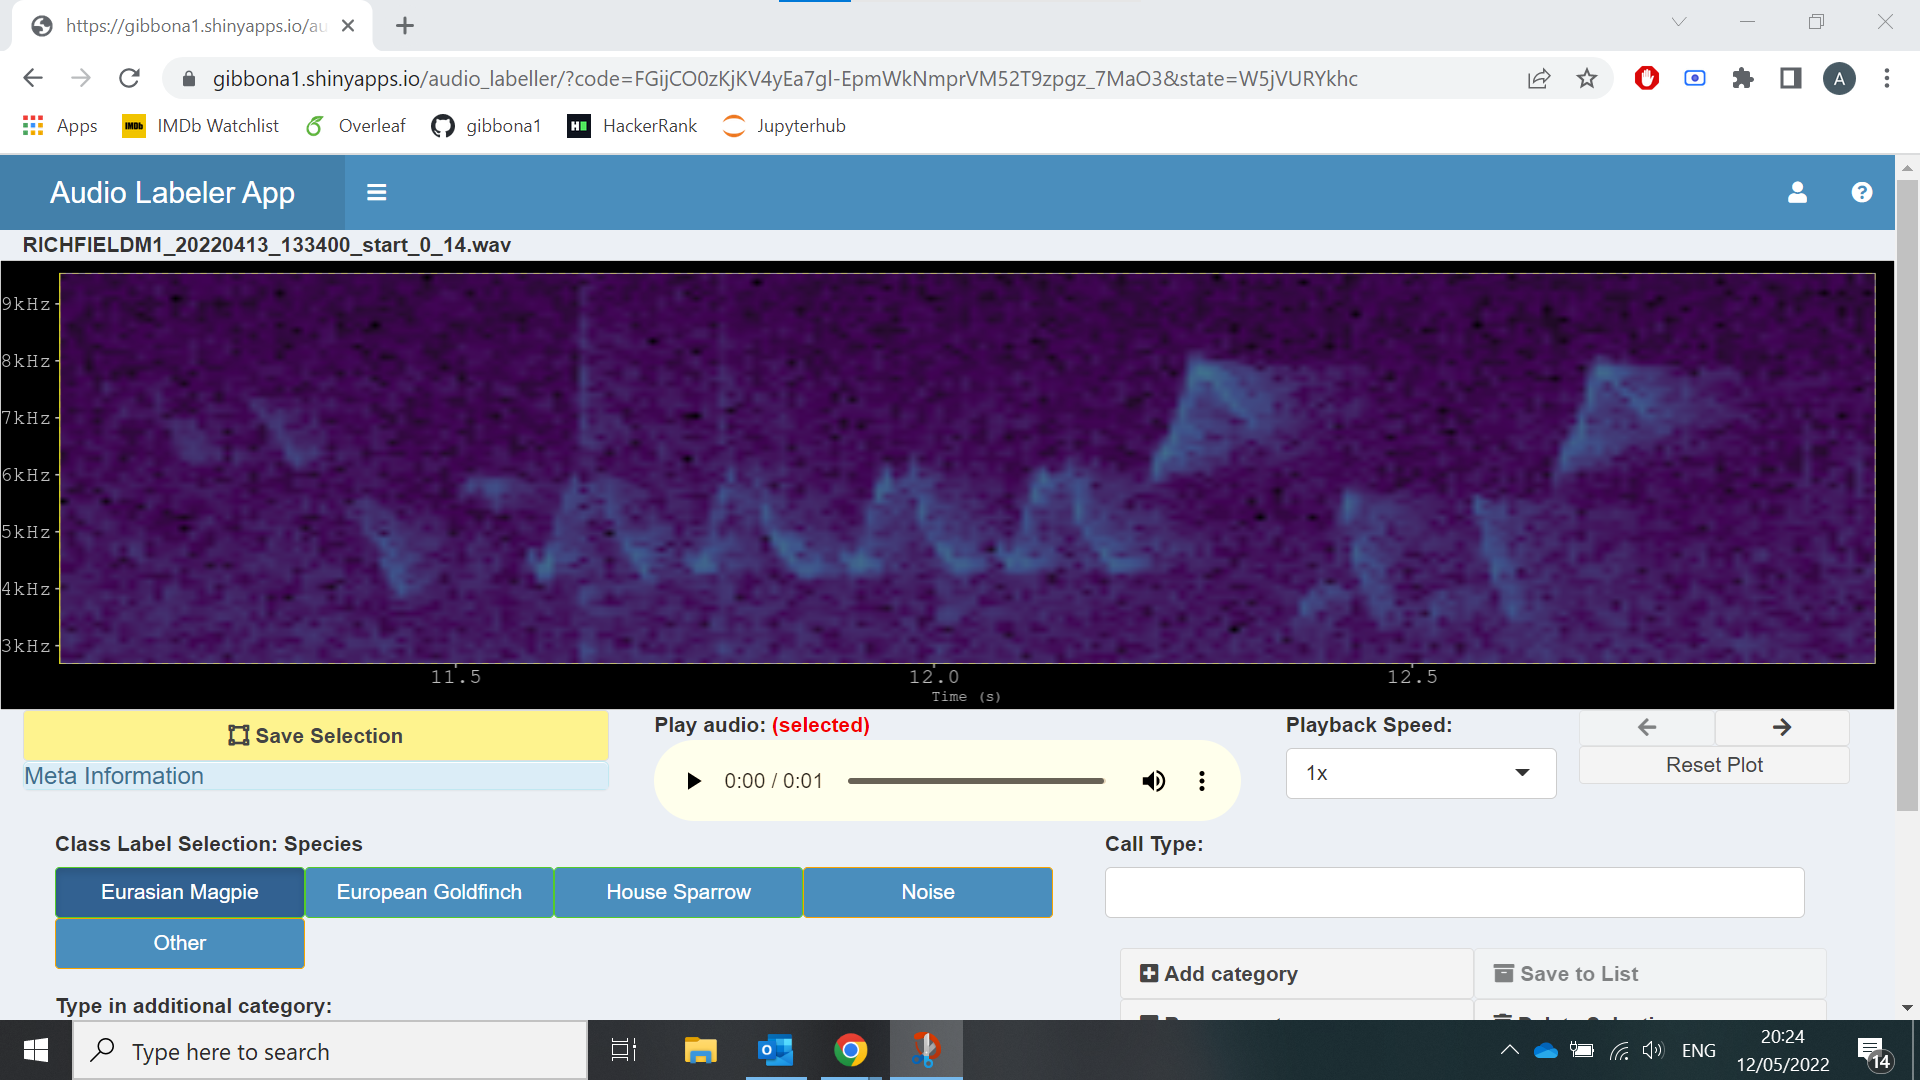 https://gibbona1.shinyapps.io/au
gibbona1.shinyapps.io/audio_labeller/?code=FGijCO0zKjKV4yEa7gl-EpmWkNmprVM52T9zpgz_7MaO3&state=W5jVURYkhc
A
Apps IMDb IMDb Watchlist Overleaf gibbona1 H HackerRank Jupyterhub
Audio Labeler App
RICHFIELDM1_20220413_133400_start_0_14.wav
9kHz
8kHz
7kHz
6kHz
5kHz
4kHz
3kHz
11.5 12.0 12.5
Time (s)
Save Selection
Meta Information
Play audio: (selected)
0:00 / 0:01
Playback Speed:
1x
Reset Plot
Class Label Selection: Species
Eurasian Magpie European Goldfinch House Sparrow Noise
Other
Call Type:
Add category Save to List
Type in additional category:
Type here to search
ENG
20:24
12/05/2022
14